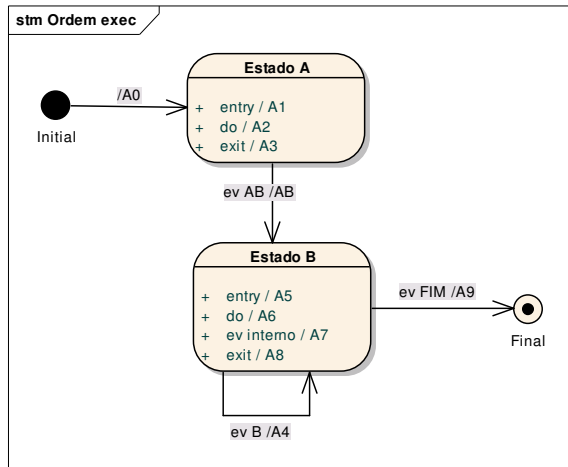 stm Ordem exec
/A0
Initial
Estado A
+ entry / A1
+ do / A2
+ exit / A3
ev AB /AB
Estado B
+ entry / A5
+ do / A6
+ ev interno / A7
+ exit / A8
ev FIM /A9
Final
ev B /A4